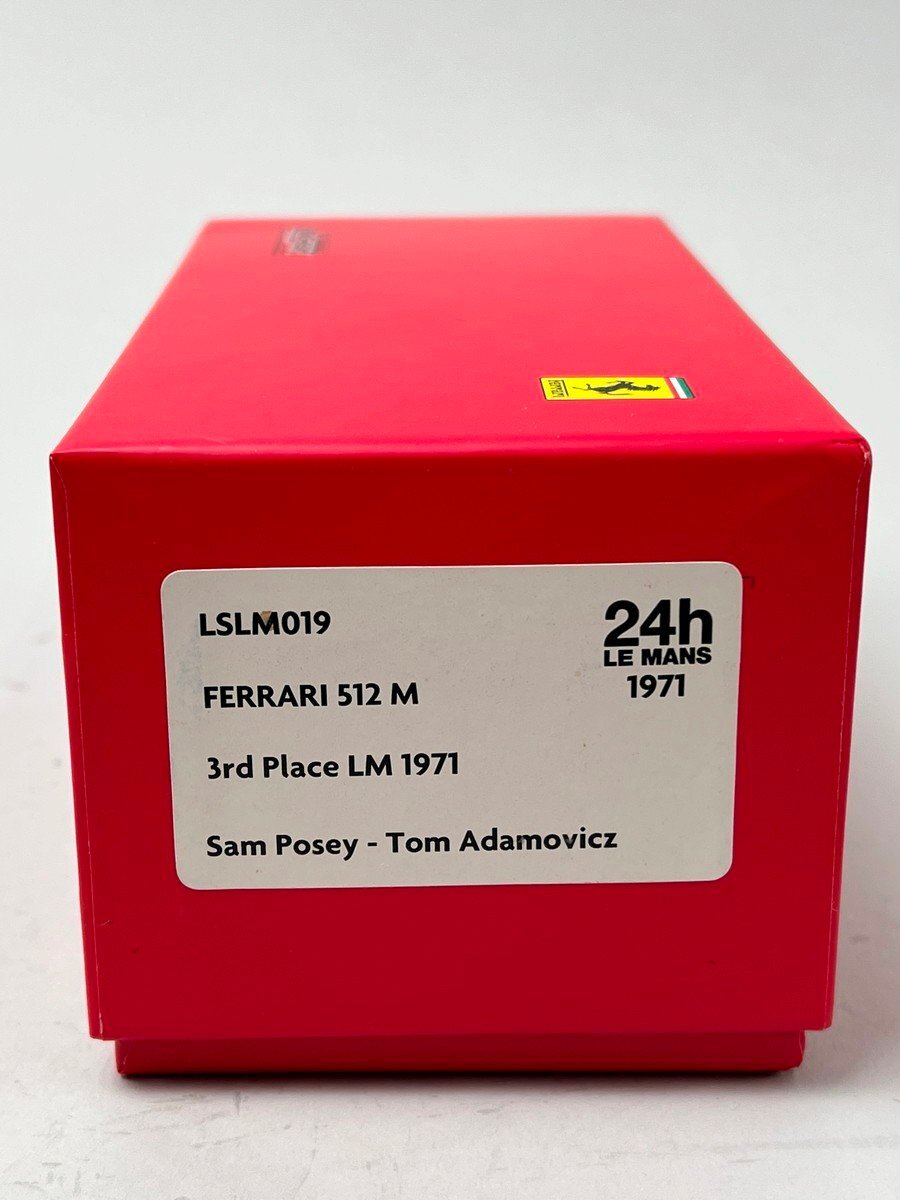 LSLM019
24h
LE MANS
1971
FERRARI 512 M
3rd Place LM 1971
Sam Posey - Tom Adamovicz